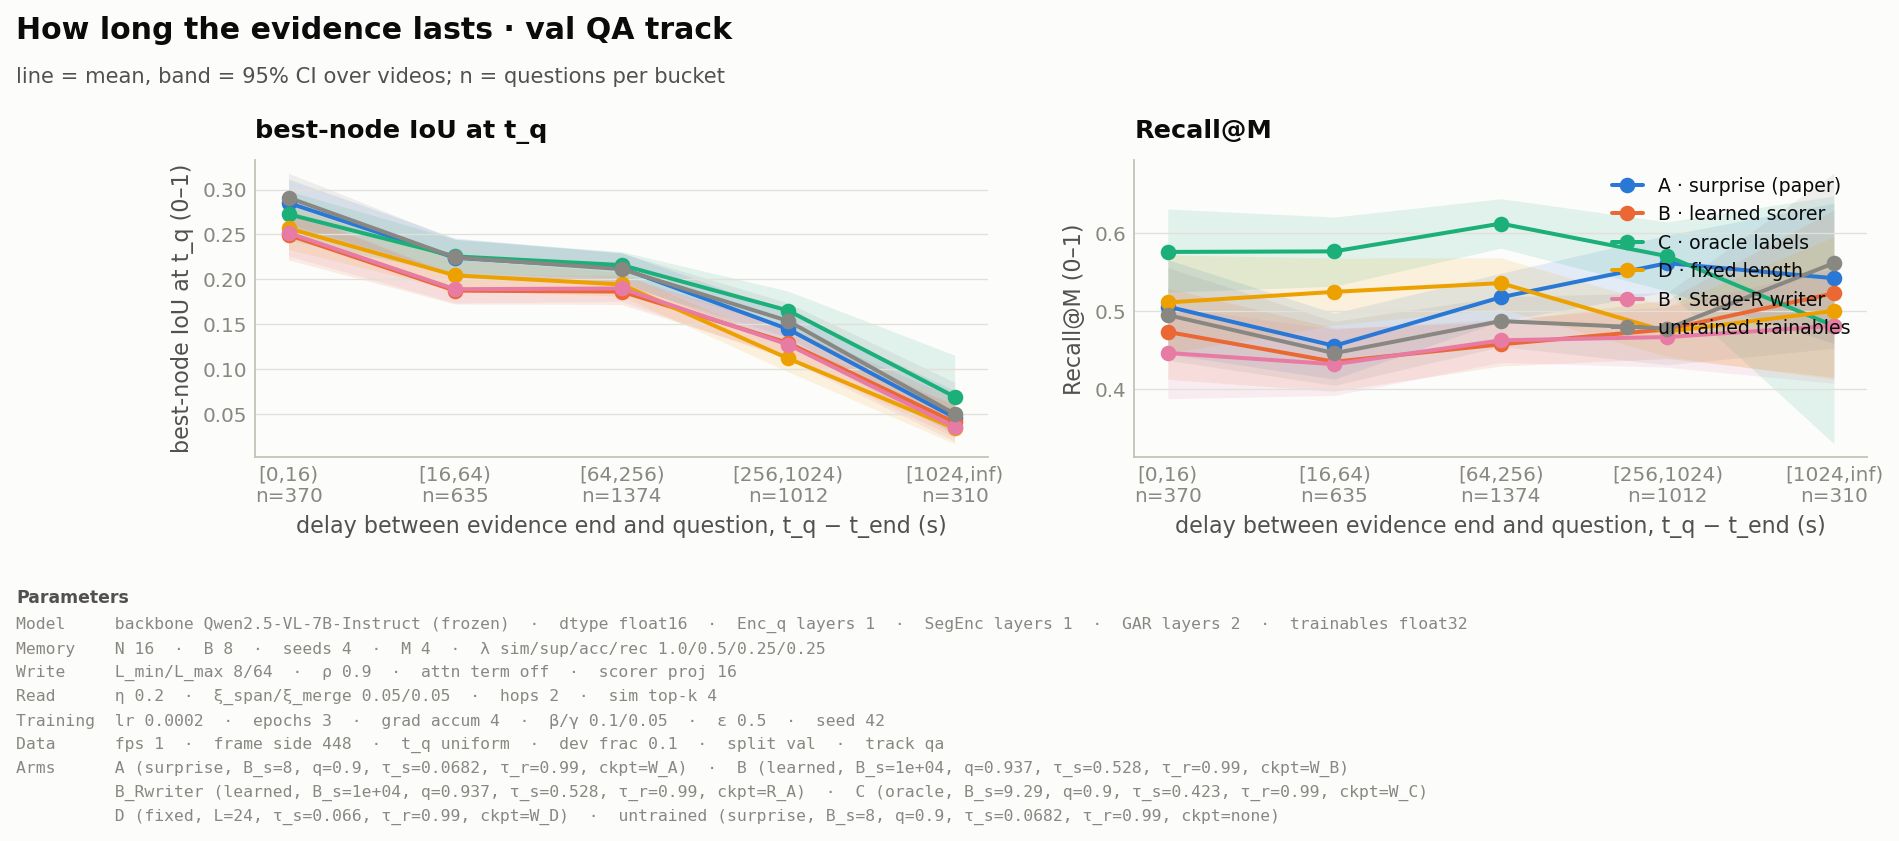 How long the evidence lasts · val QA track
line = mean, band = 95% CI over videos; n = questions per bucket
best-node IoU at t_q
best-node IoU at t_q (0–1)
0.30
0.25
0.20
0.15
0.10
0.05
[0,16) [16,64) [64,256) [256,1024) [1024,inf)
n=370 n=635 n=1374 n=1012 n=310
delay between evidence end and question, t_q − t_end (s)
Recall@M
Recall@M (0–1)
0.6
0.5
0.4
A · surprise (paper)
B · learned scorer
C · oracle labels
D · fixed length
B · Stage-R writer
untrained trainables
[0,16) [16,64) [64,256) [256,1024) [1024,inf)
n=370 n=635 n=1374 n=1012 n=310
delay between evidence end and question, t_q − t_end (s)
Parameters
Model backbone Qwen2.5-VL-7B-Instruct (frozen) · dtype float16 · Enc_q layers 1 · SegEnc layers 1 · GAR layers 2 · trainables float32
Memory N 16 · B 8 · seeds 4 · M 4 · λ sim/sup/acc/rec 1.0/0.5/0.25/0.25
Write L_min/L_max 8/64 · ρ 0.9 · attn term off · scorer proj 16
Read η 0.2 · ξ_span/ξ_merge 0.05/0.05 · hops 2 · sim top-k 4
Training lr 0.0002 · epochs 3 · grad accum 4 · β/γ 0.1/0.05 · ε 0.5 · seed 42
Data fps 1 · frame side 448 · t_q uniform · dev frac 0.1 · split val · track qa
Arms A (surprise, B_s=8, q=0.9, τ_s=0.0682, τ_r=0.99, ckpt=W_A) · B (learned, B_s=1e+04, q=0.937, τ_s=0.528, τ_r=0.99, ckpt=W_B)
B_Rwriter (learned, B_s=1e+04, q=0.937, τ_s=0.528, τ_r=0.99, ckpt=R_A) · C (oracle, B_s=9.29, q=0.9, τ_s=0.423, τ_r=0.99, ckpt=W_C)
D (fixed, L=24, τ_s=0.066, τ_r=0.99, ckpt=W_D) · untrained (surprise, B_s=8, q=0.9, τ_s=0.0682, τ_r=0.99, ckpt=none)